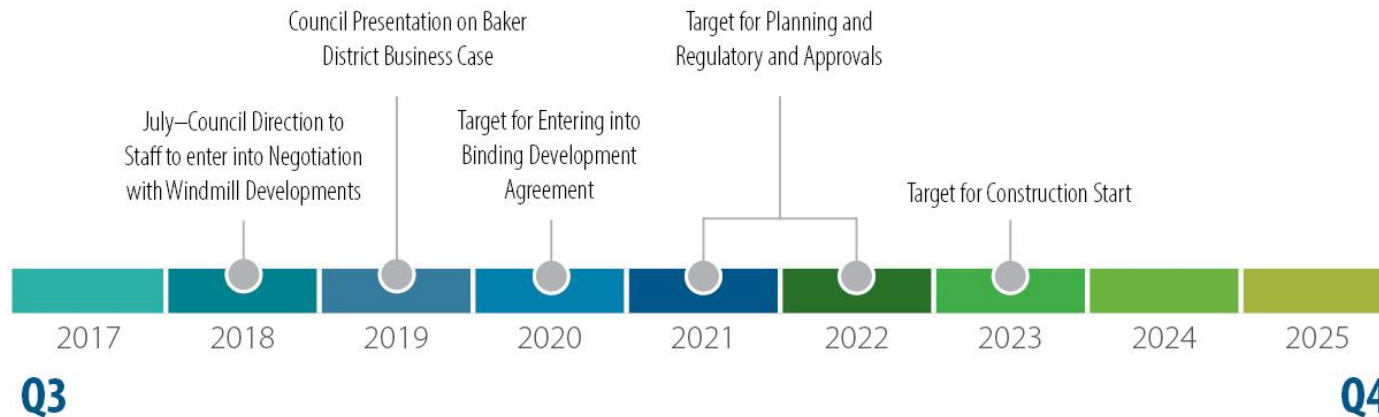 Council Presentation on Baker
District Business Case
Target for Planning and
Regulatory and Approvals
July–Council Direction to
Staff to enter into Negotiation
with Windmill Developments
Target for Entering into
Binding Development
Agreement
Target for Construction Start
2017 2018 2019 2020 2021 2022 2023 2024 2025
Q3 Q4